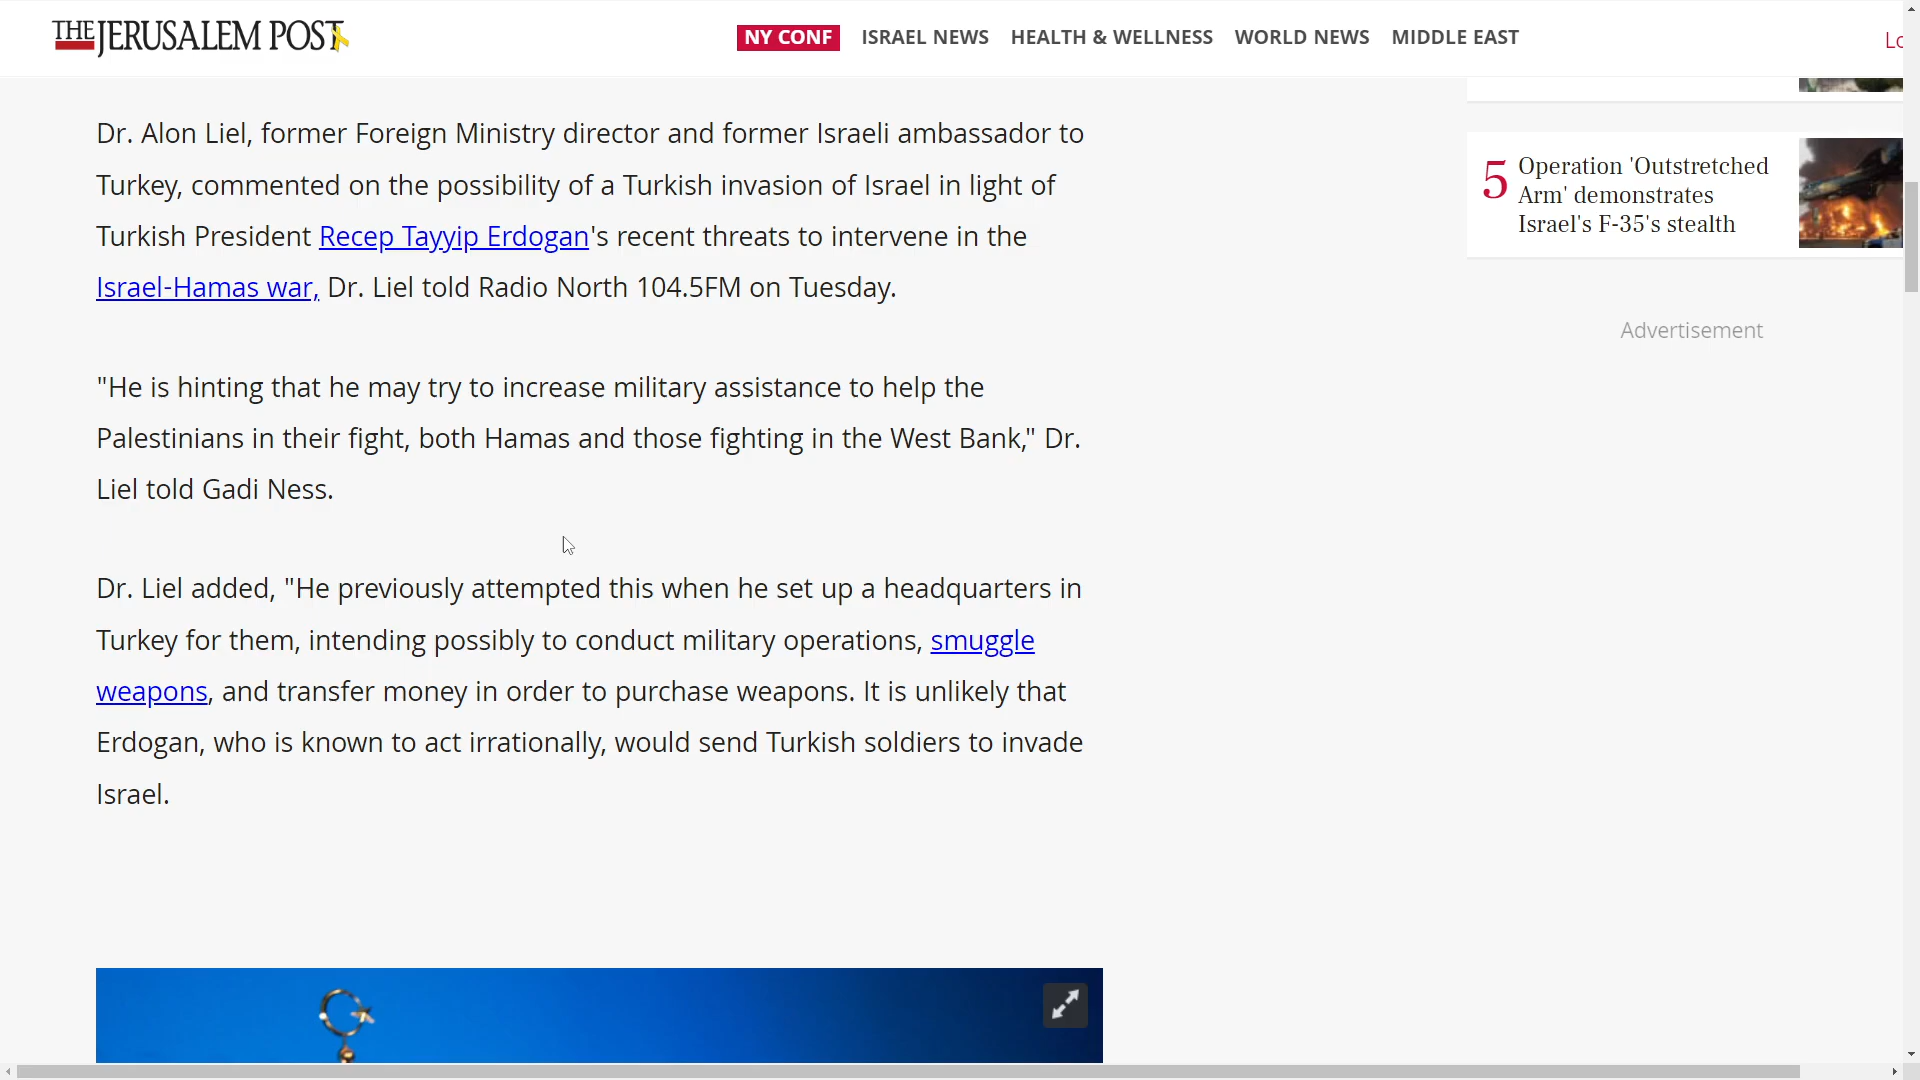 THE JERUSALEM POST
NY CONF ISRAEL NEWS HEALTH & WELLNESS WORLD NEWS MIDDLE EAST
Dr. Alon Liel, former Foreign Ministry director and former Israeli ambassador to
Turkey, commented on the possibility of a Turkish invasion of Israel in light of
Turkish President Recep Tayyip Erdogan's recent threats to intervene in the
Israel-Hamas war, Dr. Liel told Radio North 104.5FM on Tuesday.
"He is hinting that he may try to increase military assistance to help the
Palestinians in their fight, both Hamas and those fighting in the West Bank," Dr.
Liel told Gadi Ness.
Dr. Liel added, "He previously attempted this when he set up a headquarters in
Turkey for them, intending possibly to conduct military operations, smuggle
weapons, and transfer money in order to purchase weapons. It is unlikely that
Erdogan, who is known to act irrationally, would send Turkish soldiers to invade
Israel.
5
Operation 'Outstretched
Arm' demonstrates
Israel's F-35's stealth
Advertisement